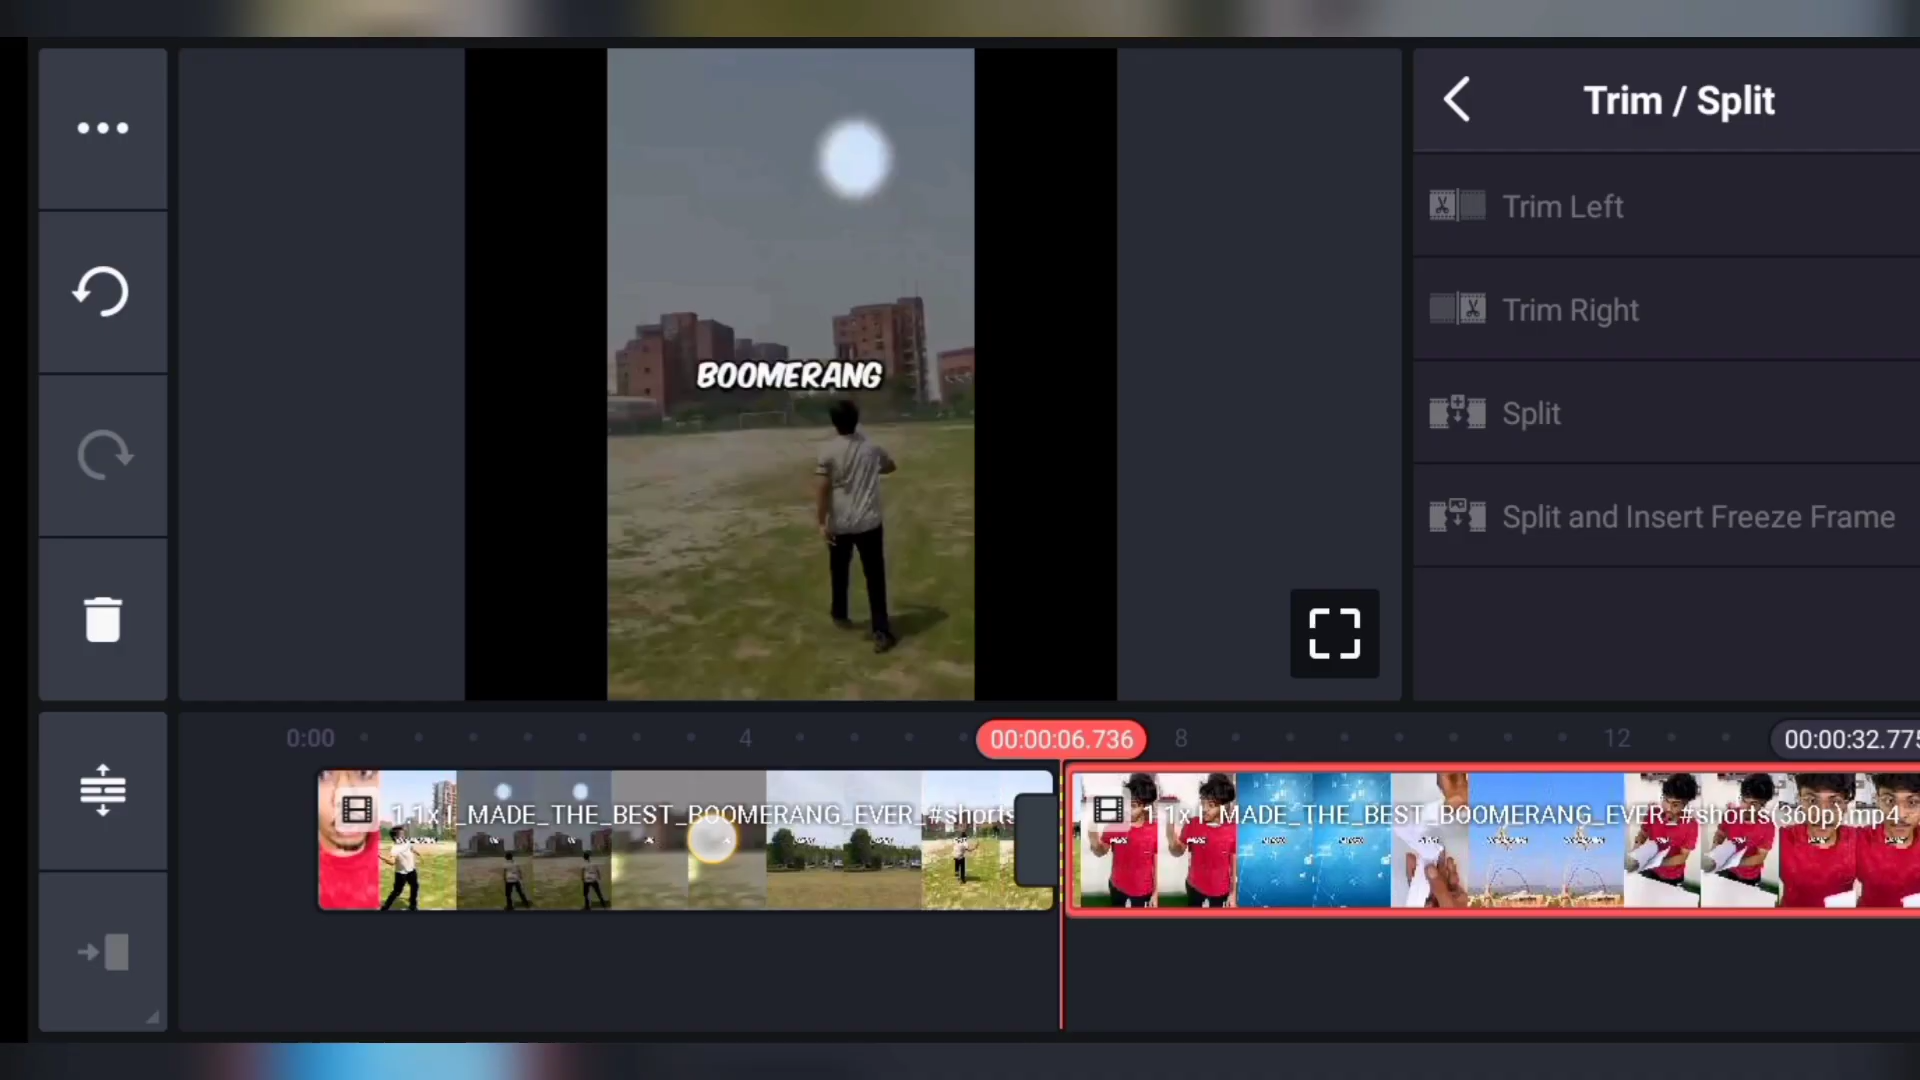 Trim / Split
Trim Left
Trim Right
Split
Split and Insert Freeze Frame
BOOMERANG
0:00
4
00:00:06.736
8
12
00:00:32.775
1.1x I_MADE_THE_BEST_BOOMERANG_EVER_#shorts
1.1x I_MADE_THE_BEST_BOOMERANG_EVER_#shorts(360p).mp4